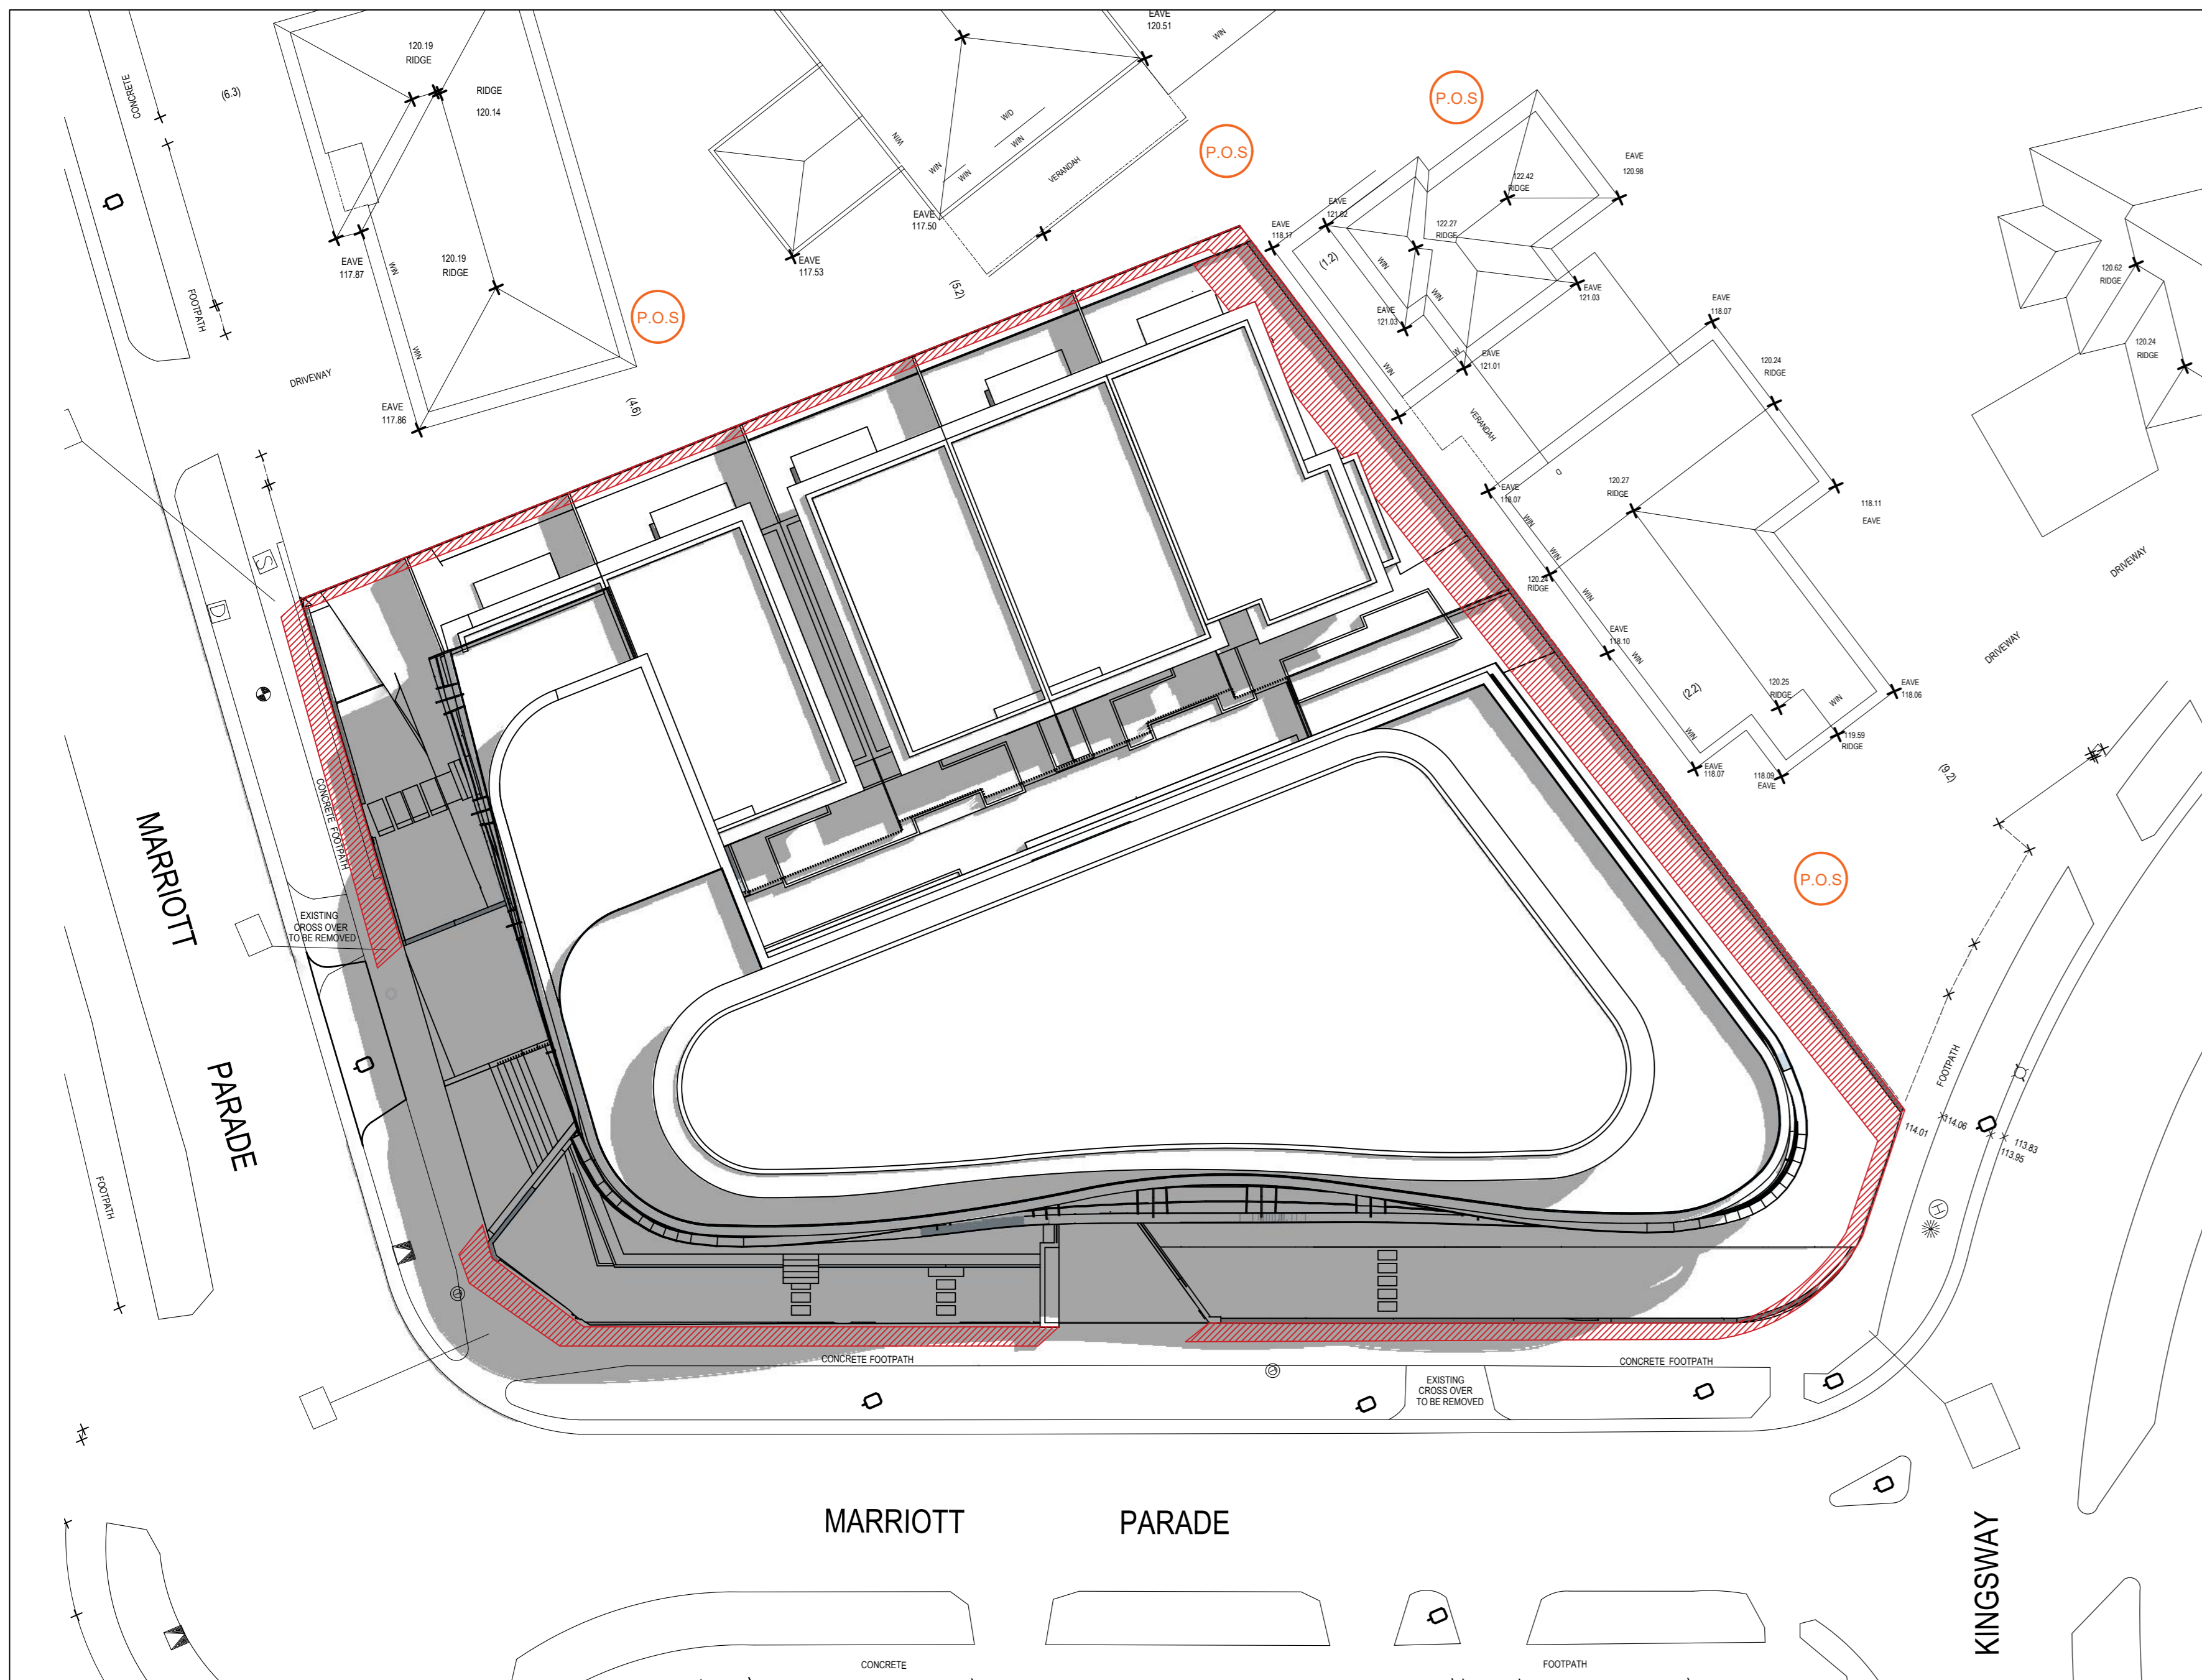 EAVE
120.51
WIN
120.19
RIDGE
RIDGE
120.14
CONCRETE
(6.3)
P.O.S
P.O.S
WIN
W/D
WIN
WIN
WIN
VERANDAH
EAVE
120.98
122.42
RIDGE
EAVE
121.02
EAVE
118.17
122.27
RIDGE
EAVE
117.50
EAVE
117.87
WIN
120.19
RIDGE
EAVE
117.53
(1.2)
WIN
120.62
RIDGE
FOOTPATH
(5.2)
WIN
EAVE
121.03
EAVE
121.03
P.O.S
EAVE
118.07
WIN
DRIVEWAY
EAVE
121.01
W
WIN
120.24
RIDGE
120.24
RIDGE
EAVE
117.86
(4.6)
VERANDAH
D
120.27
RIDGE
EAVE
118.07
118.11
EAVE
WIN
WIN
120.24
RIDGE
WIN
DRIVEWAY
S
D
EAVE
118.10
WIN
DRIVEWAY
(2.2)
120.25
RIDGE
WIN
EAVE
118.06
WIN
119.59
RIDGE
EAVE
118.07
118.09
EAVE
(9.2)
CONCRETE FOOTPATH
MARRIOTT
PARADE
P.O.S
EXISTING
CROSS OVER
TO BE REMOVED
FOOTPATH
114.01
114.06
113.83
113.95
FOOTPATH
H
CONCRETE FOOTPATH
CONCRETE FOOTPATH
EXISTING
CROSS OVER
TO BE REMOVED
MARRIOTT PARADE
KINGSWAY
CONCRETE
FOOTPATH